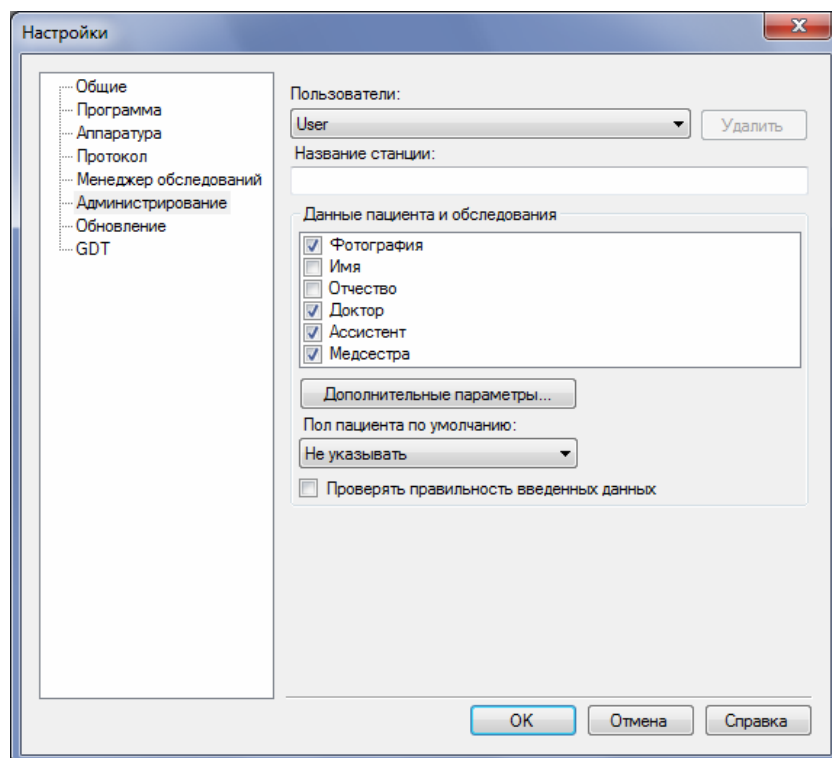 Настройки
Общие
Программа
Аппаратура
Протокол
Менеджер обследований
Администрирование
Обновление
GDT
Пользователи:
User
Удалить
Название станции:
Данные пациента и обследования
Фотография
Имя
Отчество
Доктор
Ассистент
Медсестра
Дополнительные параметры...
Пол пациента по умолчанию:
Не указывать
Проверять правильность введенных данных
OK
Отмена
Справка